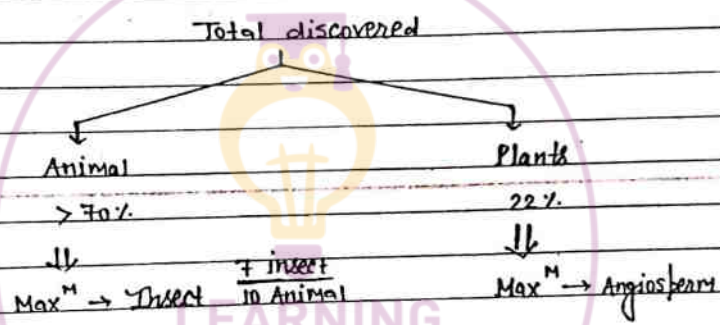 Total discovered
Animal Plants
> 70% 22%
⇓ ⇓
Max^M → Insect 7 insect / 10 Animal Max^M → Angiosperm
LEARNING